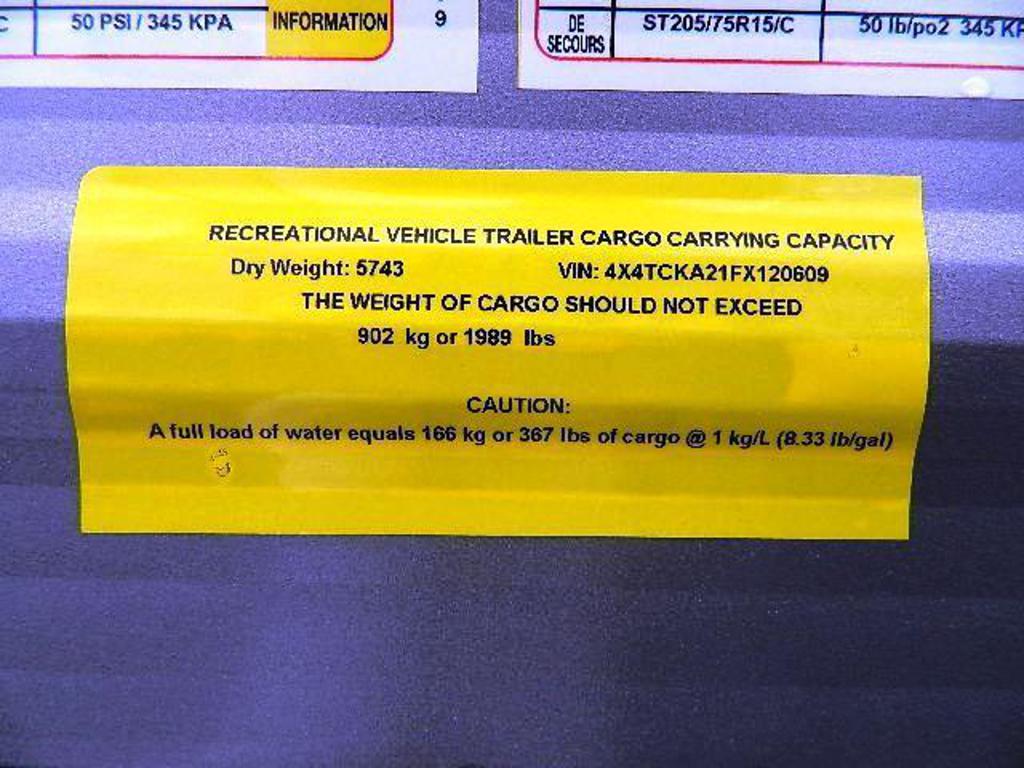 C 50 PSI / 345 KPA INFORMATION 9
DE SECOURS ST205/75R15/C 50 lb/po2 345
RECREATIONAL VEHICLE TRAILER CARGO CARRYING CAPACITY
Dry Weight: 5743 VIN: 4X4TCKA21FX120609
THE WEIGHT OF CARGO SHOULD NOT EXCEED
902 kg or 1989 lbs
CAUTION:
A full load of water equals 166 kg or 367 lbs of cargo @ 1 kg/L (8.33 lb/gal)